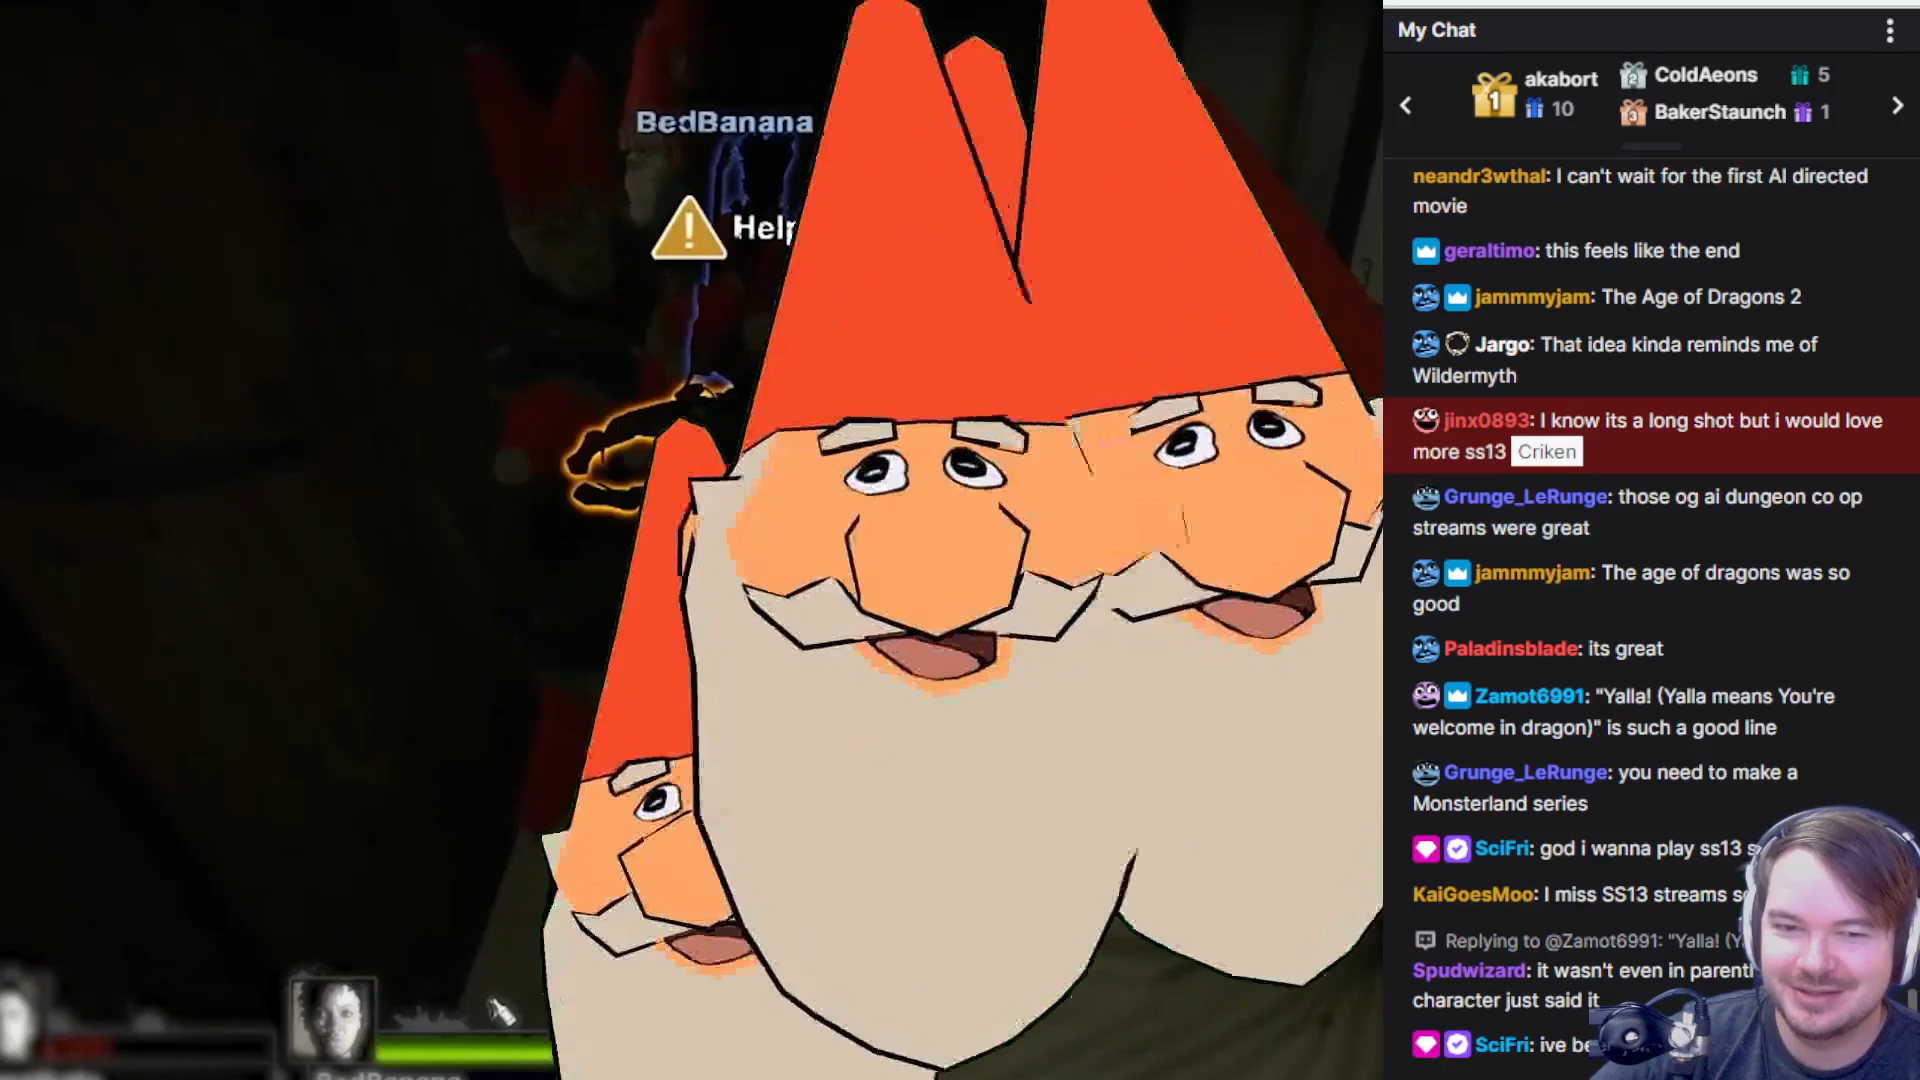 BedBanana
Help
BedBanana
My Chat
1
akabort
10
2
ColdAeons
5
3
BakerStaunch
1
neandr3wthal: I can't wait for the first AI directed
movie
geraltimo: this feels like the end
jammmyjam: The Age of Dragons 2
Jargo: That idea kinda reminds me of
Wildermyth
jinx0893: I know its a long shot but i would love
more ss13 Criken
Grunge_LeRunge: those og ai dungeon co op
streams were great
jammmyjam: The age of dragons was so
good
Paladinsblade: its great
Zamot6991: "Yalla! (Yalla means You're
welcome in dragon)" is such a good line
Grunge_LeRunge: you need to make a
Monsterland series
SciFri: god i wanna play ss13 s
KaiGoesMoo: I miss SS13 streams
Replying to @Zamot6991: "Yalla!
Spudwizard: it wasn't even in parent
character just said it
SciFri: ive be